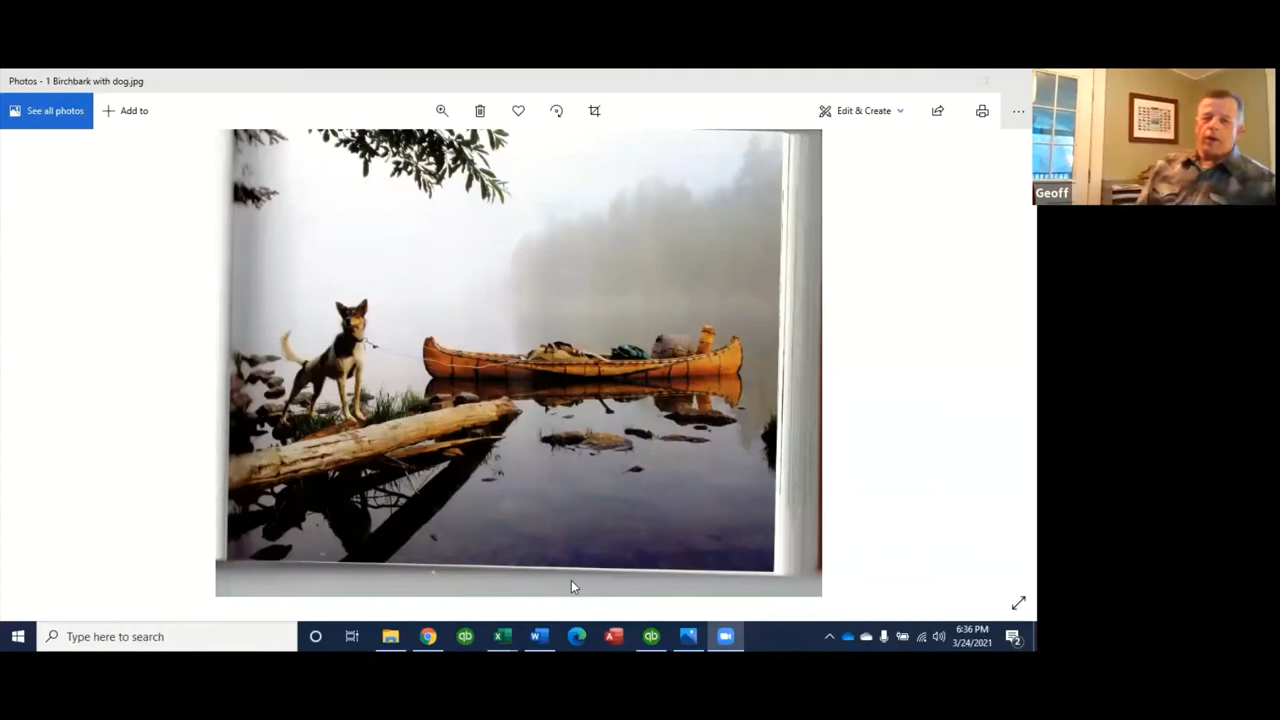 Photos - 1 Birchbark with dog.jpg
See all photos
Add to
Edit & Create
Geoff
Type here to search
6:36 PM
3/24/2021
2